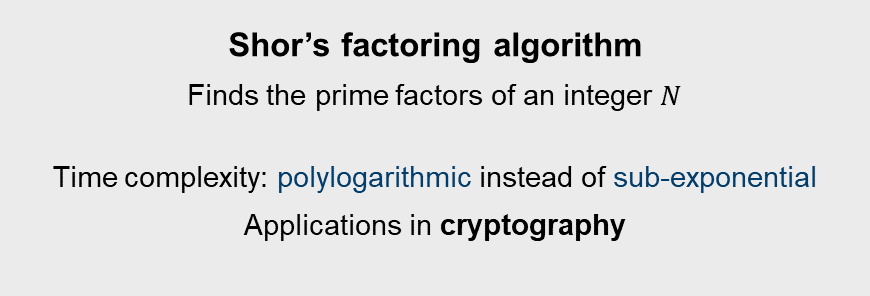 Shor’s factoring algorithm
Finds the prime factors of an integer N
Time complexity: polylogarithmic instead of sub-exponential
Applications in cryptography